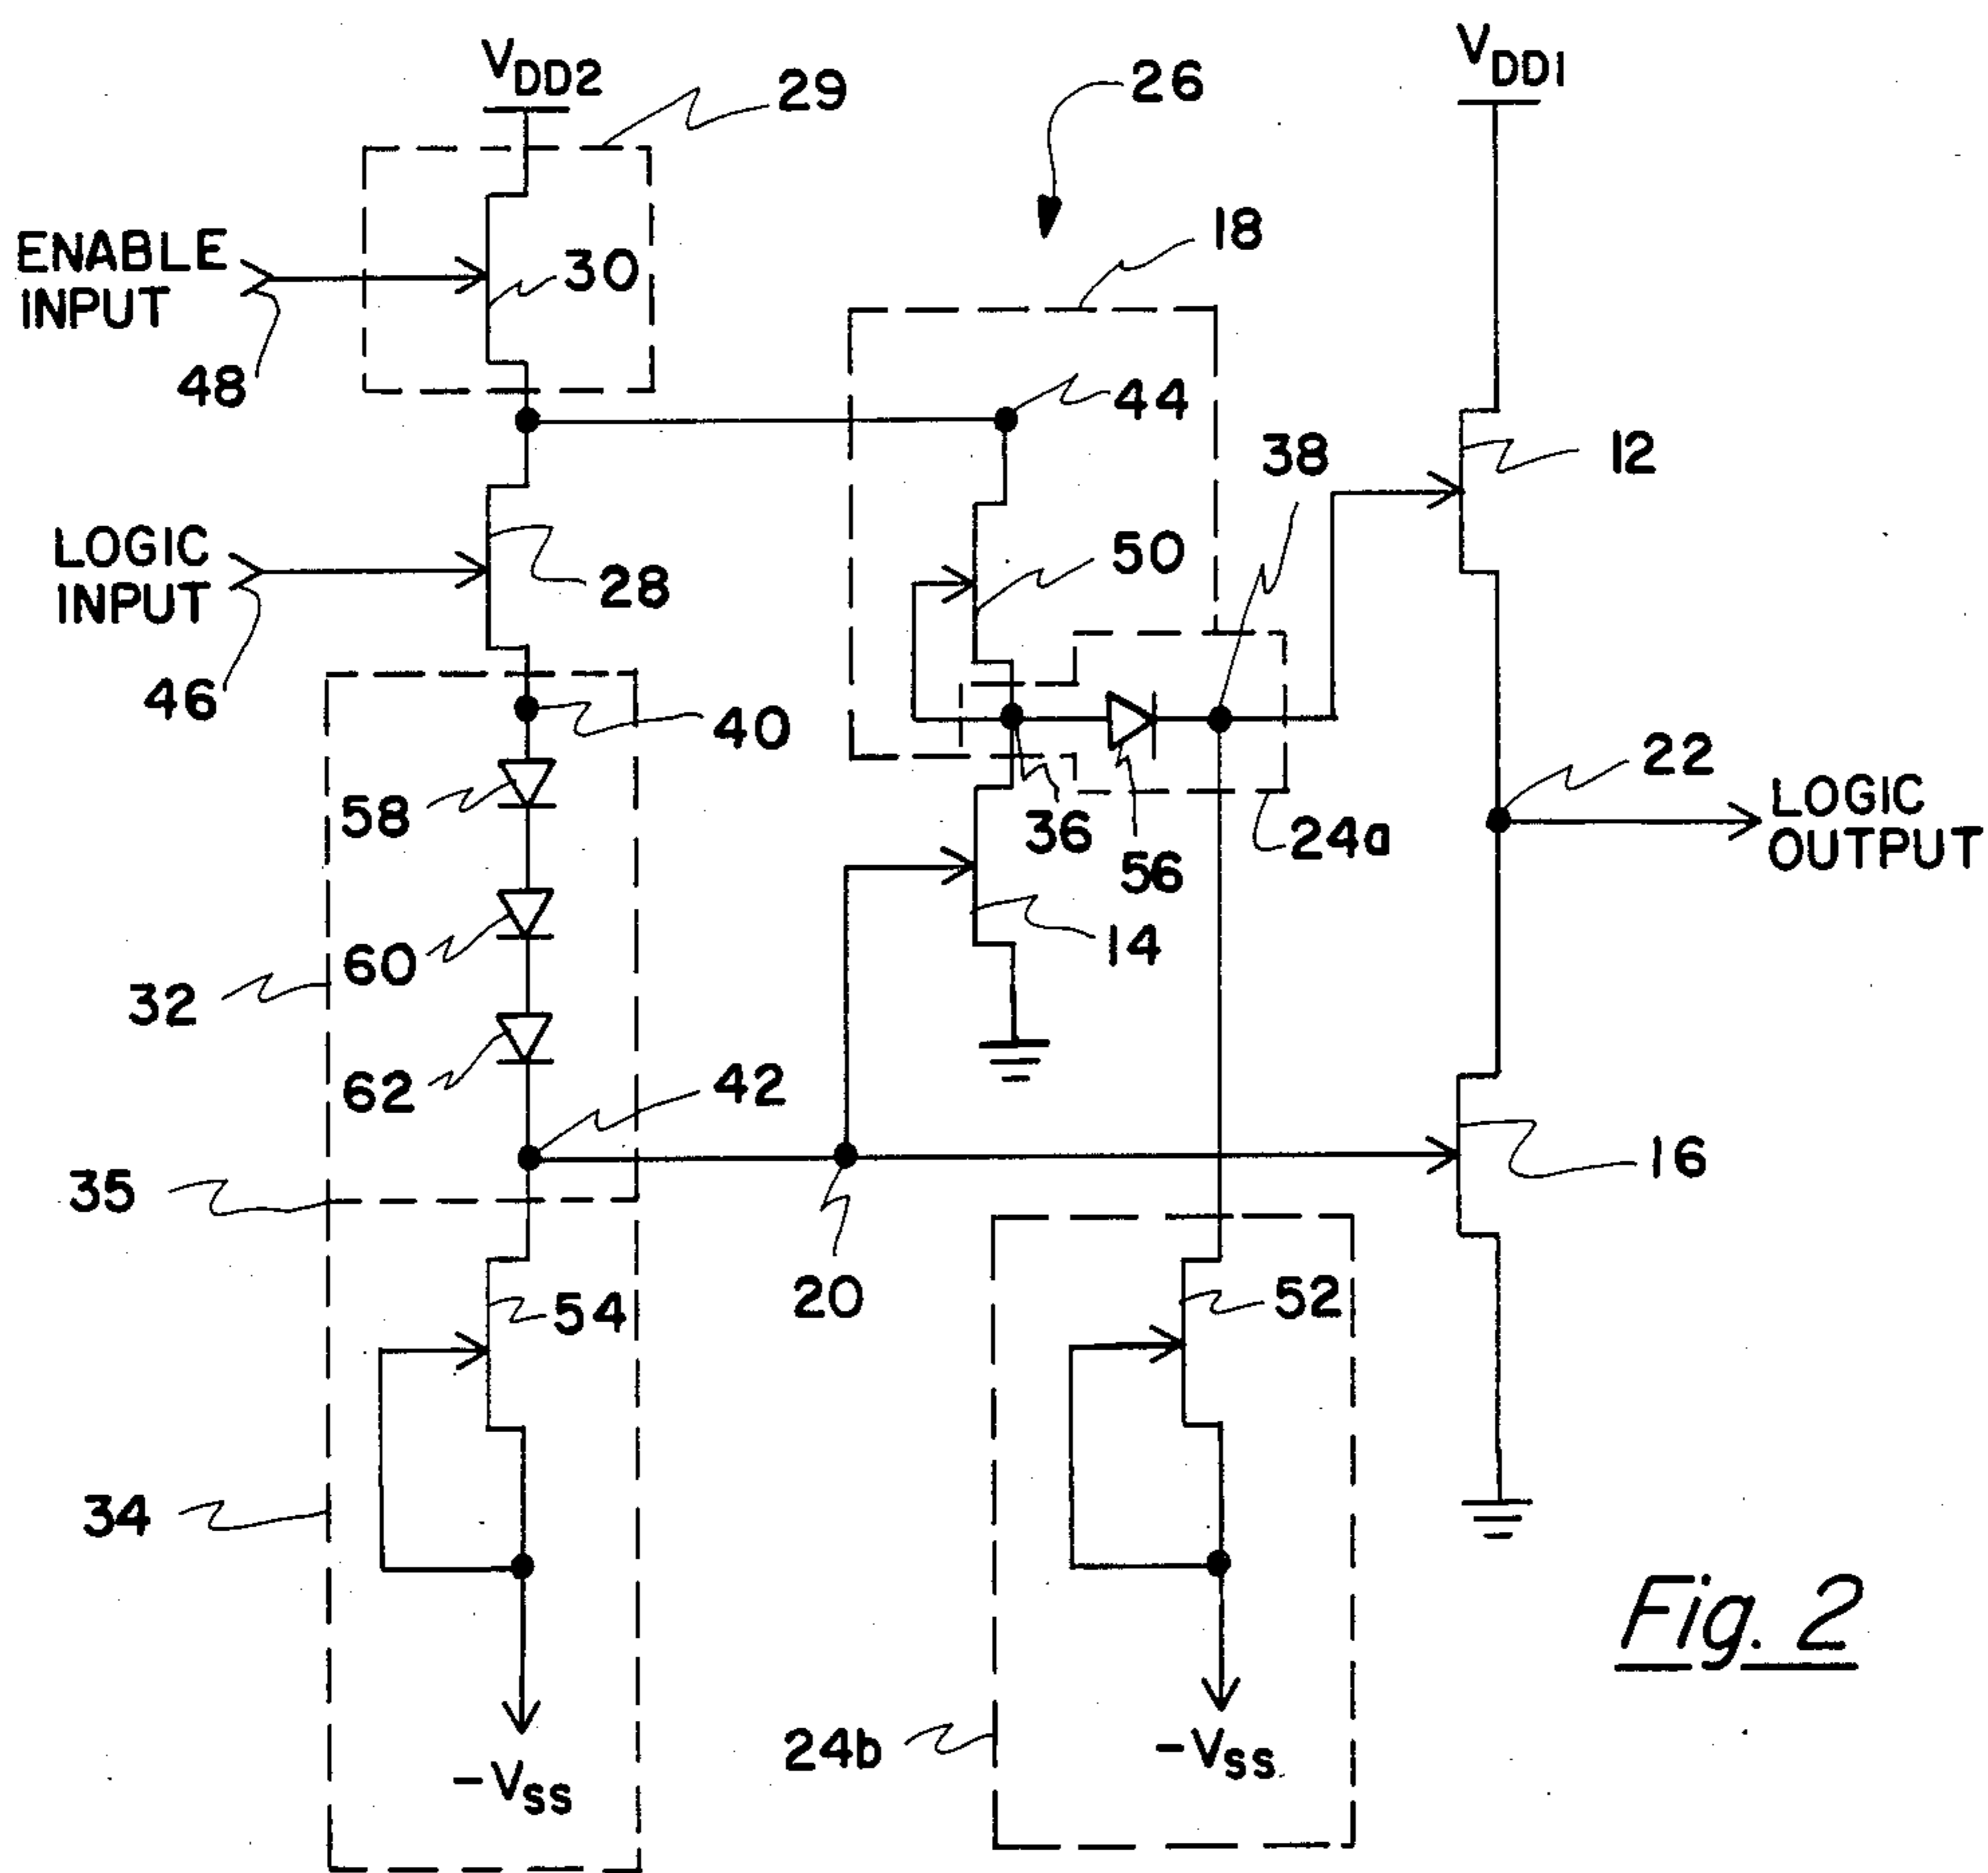 VDD2
29
26
VDD1
18
ENABLE
INPUT
30
48
44
38
12
LOGIC
INPUT
28
50
46
40
22
58
36
56
24a
LOGIC
OUTPUT
14
60
32
62
42
16
35
20
54
52
34
24b
-VSS
-VSS
Fig. 2